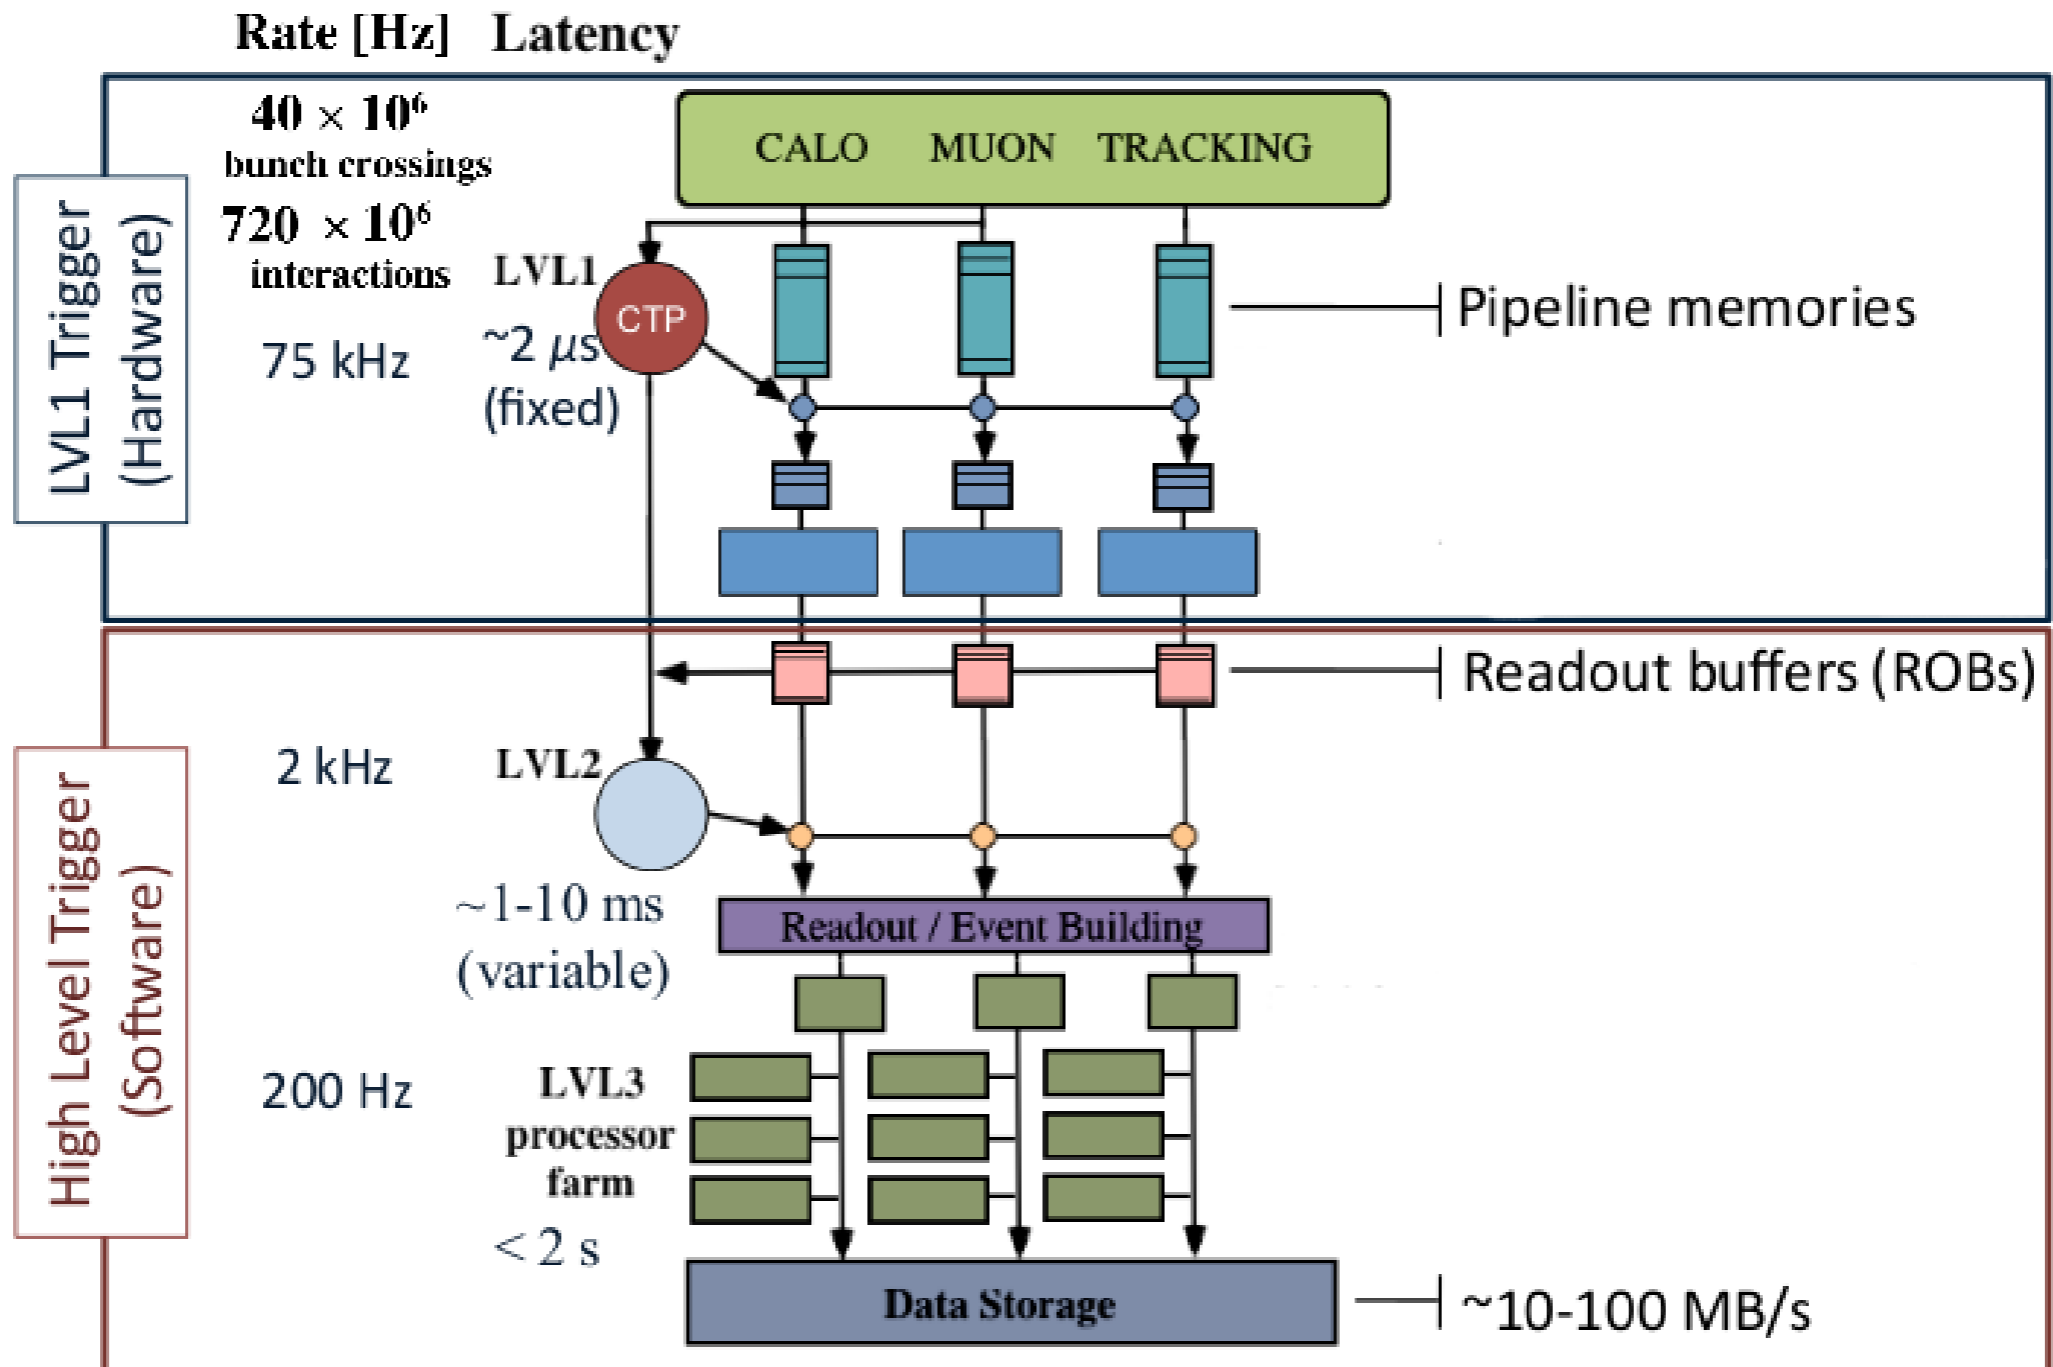 Rate [Hz] Latency
40 × 10⁶
bunch crossings
720 × 10⁶
interactions
CALO MUON TRACKING
LVL1 Trigger
(Hardware)
LVL1
CTP
~2 μs
(fixed)
75 kHz
Pipeline memories
Readout buffers (ROBs)
High Level Trigger
(Software)
2 kHz
LVL2
~1-10 ms
(variable)
Readout / Event Building
200 Hz
LVL3
processor
farm
< 2 s
Data Storage
~10-100 MB/s